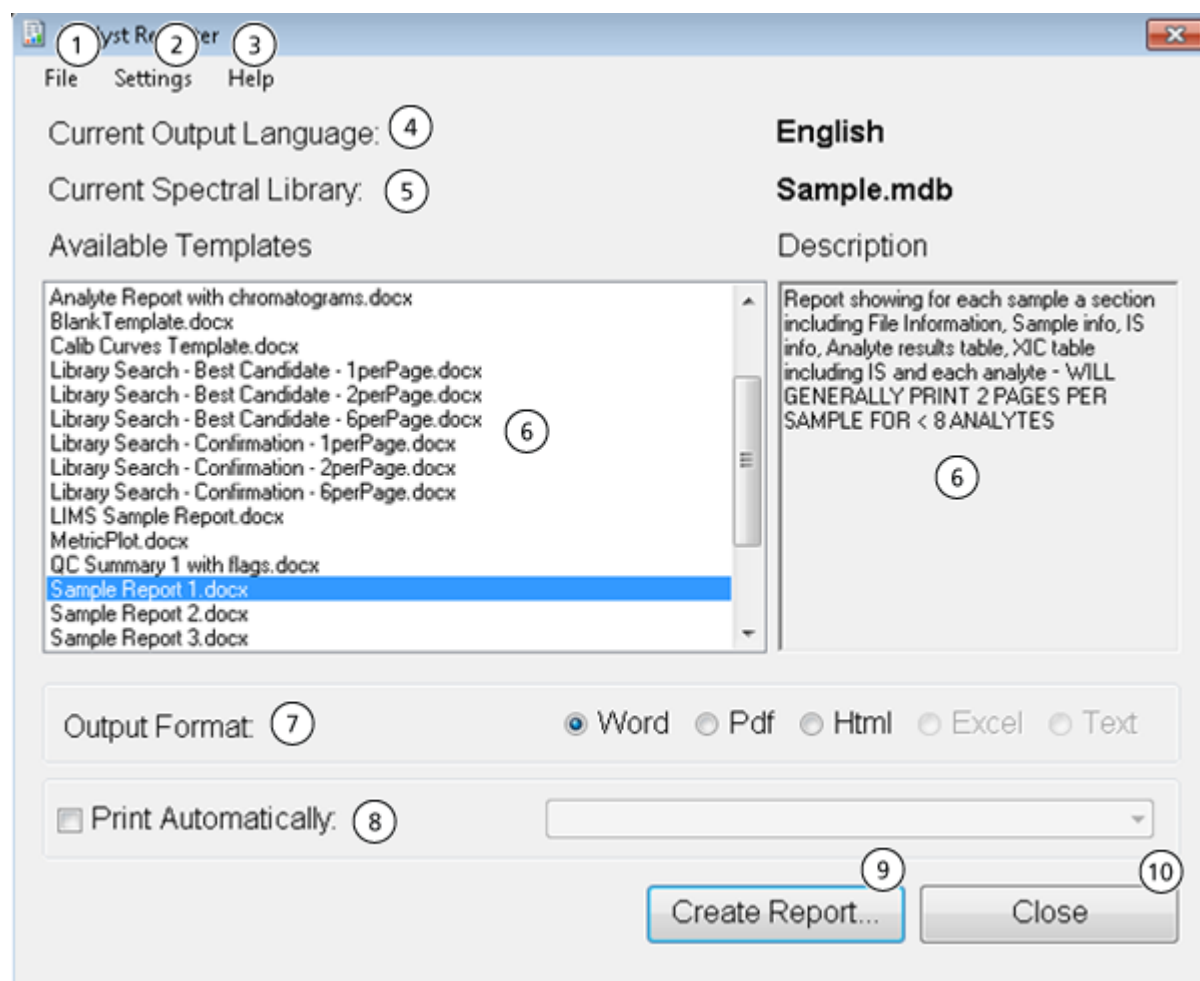 1 2 3
File Settings Help
Current Output Language: 4 English
Current Spectral Library: 5 Sample.mdb
Available Templates
Analyte Report with chromatograms.docx
BlankTemplate.docx
Calib Curves Template.docx
Library Search - Best Candidate - 1perPage.docx
Library Search - Best Candidate - 2perPage.docx
Library Search - Best Candidate - 6perPage.docx
Library Search - Confirmation - 1perPage.docx
Library Search - Confirmation - 2perPage.docx
Library Search - Confirmation - 6perPage.docx
LIMS Sample Report.docx
MetricPlot.docx
QC Summary 1 with flags.docx
Sample Report 1.docx
Sample Report 2.docx
Sample Report 3.docx
6
Description
Report showing for each sample a section
including File Information, Sample info, IS
info, Analyte results table, XIC table
including IS and each analyte - WILL
GENERALLY PRINT 2 PAGES PER
SAMPLE FOR < 8 ANALYTES
6
Output Format: 7 Word Pdf Html Excel Text
Print Automatically: 8
9 10
Create Report... Close